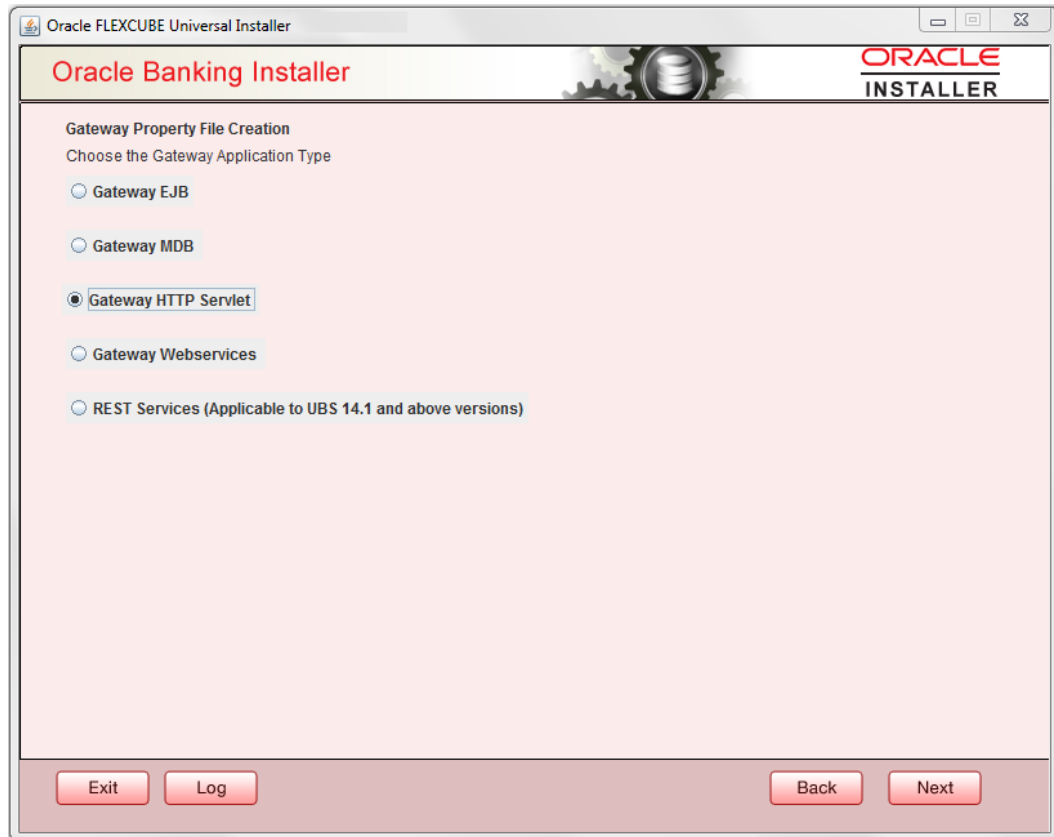 Oracle FLEXCUBE Universal Installer
Oracle Banking Installer
ORACLE
INSTALLER
Gateway Property File Creation
Choose the Gateway Application Type
Gateway EJB
Gateway MDB
Gateway HTTP Servlet
Gateway Webservices
REST Services (Applicable to UBS 14.1 and above versions)
Exit
Log
Back
Next